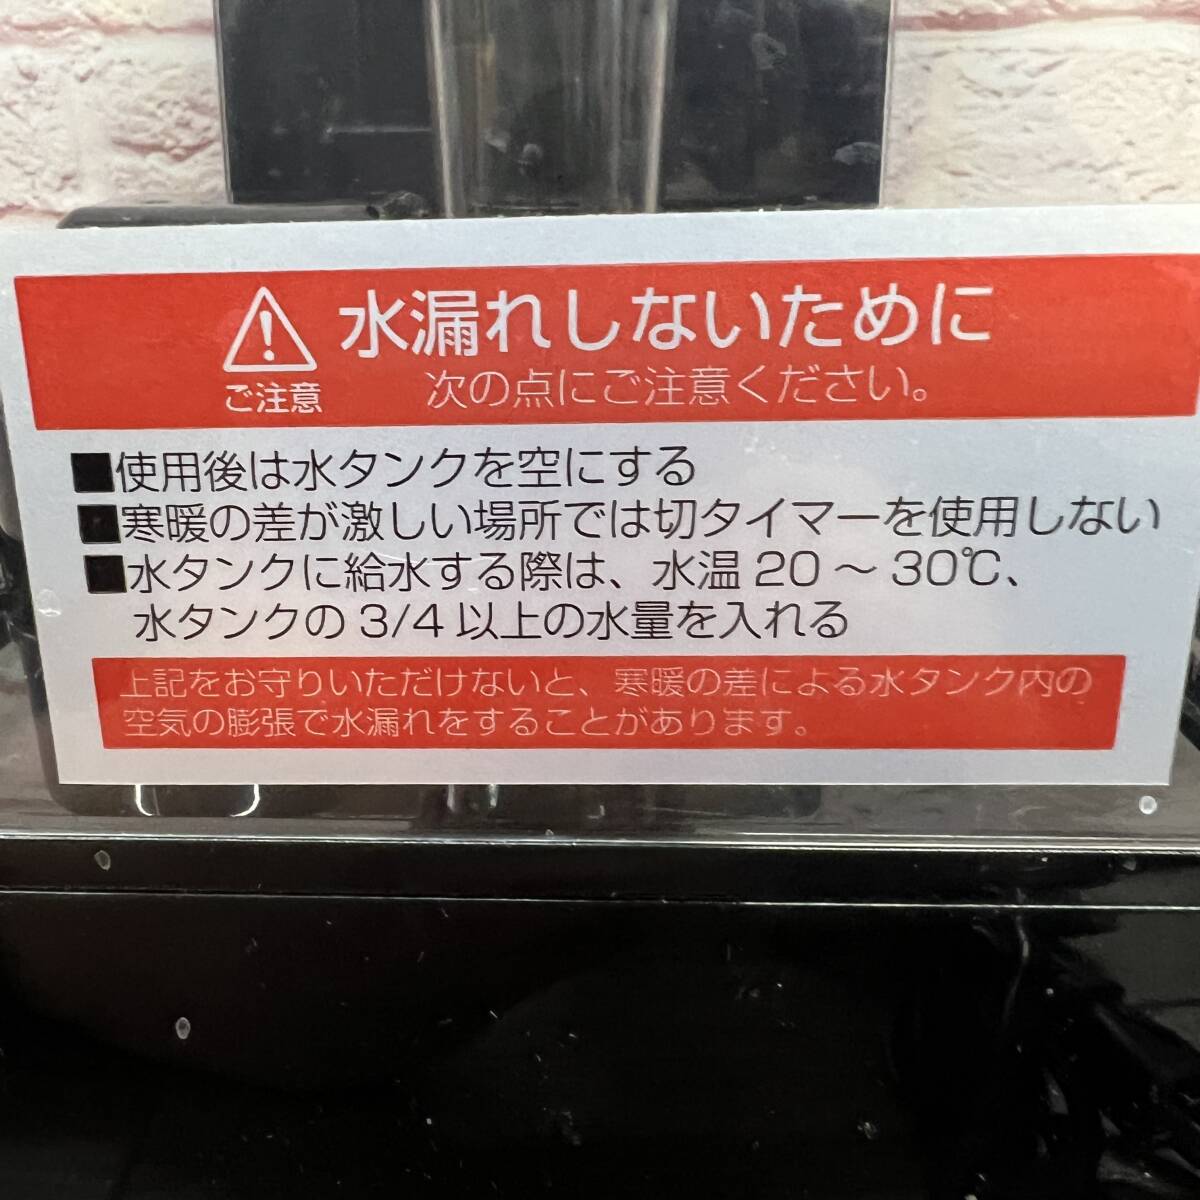 水漏れしないために
ご注意 次の点にご注意ください。
■使用後は水タンクを空にする
■寒暖の差が激しい場所では切タイマーを使用しない
■水タンクに給水する際は、水温20～30℃、
水タンクの3/4以上の水量を入れる
上記をお守りいただけないと、寒暖の差による水タンク内の
空気の膨張で水漏れをすることがあります。